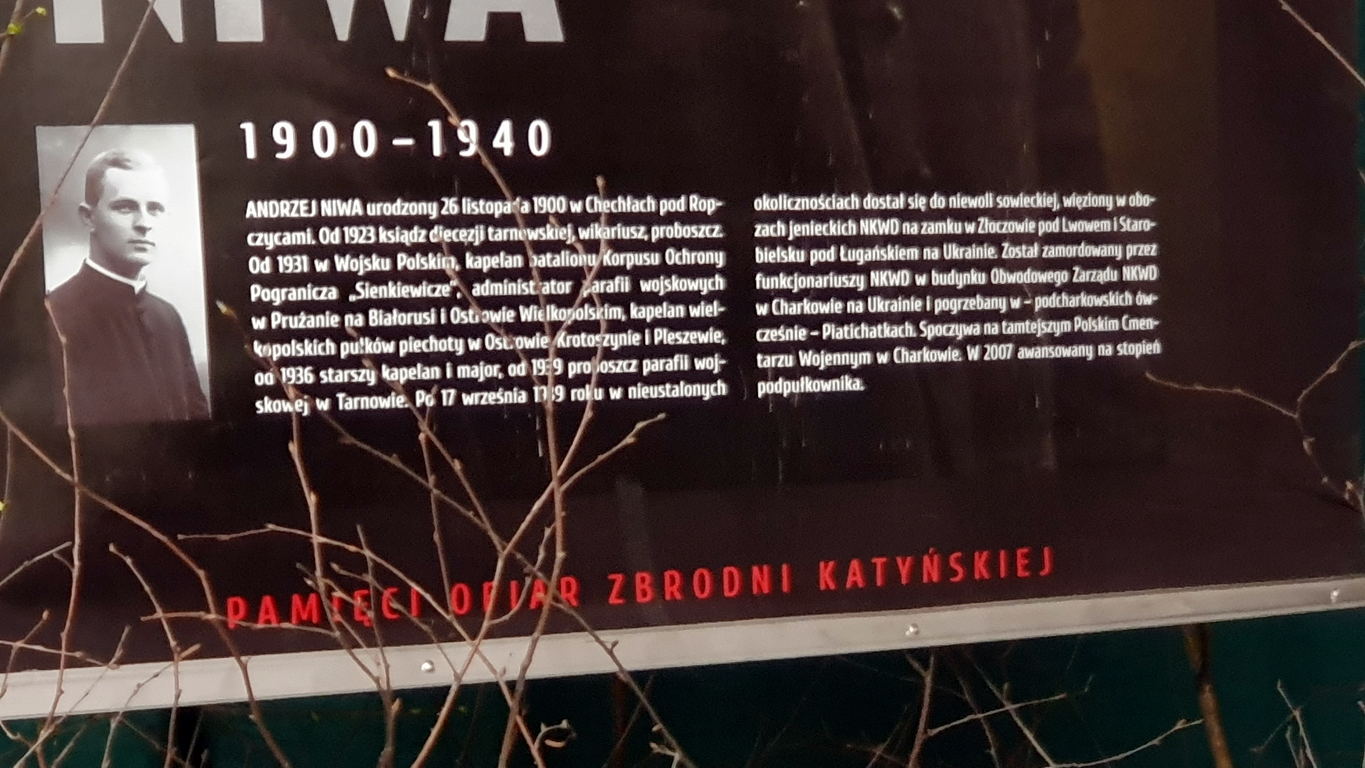 NIWA
1900–1940
ANDRZEJ NIWA urodzony 26 listopada 1900 w Chechłach pod Rop-
czycami. Od 1923 ksiądz diecezji tarnowskiej, wikariusz, proboszcz.
Od 1931 w Wojsku Polskim, kapelan batalionu Korpusu Ochrony
Pogranicza „Sienkiewicze”, administrator parafii wojskowych
w Prużanie na Białorusi i Ostrowie Wielkopolskim, kapelan wiel-
kopolskich pułków piechoty w Ostrowie, Krotoszynie i Pleszewie,
od 1936 starszy kapelan i major, od 1939 proboszcz parafii woj-
skowej w Tarnowie. Po 17 września 1939 roku w nieustalonych
okolicznościach dostał się do niewoli sowieckiej, więziony w obo-
zach jenieckich NKWD na zamku w Złoczowie pod Lwowem i Staro-
bielsku pod Ługańskiem na Ukrainie. Został zamordowany przez
funkcjonariuszy NKWD w budynku Obwodowego Zarządu NKWD
w Charkowie na Ukrainie i pogrzebany w – podcharkowskich ów-
cześnie – Piatichatkach. Spoczywa na tamtejszym Polskim Cmen-
tarzu Wojennym w Charkowie. W 2007 awansowany na stopień
podpułkownika.
PAMIĘCI OFIAR ZBRODNI KATYŃSKIEJ